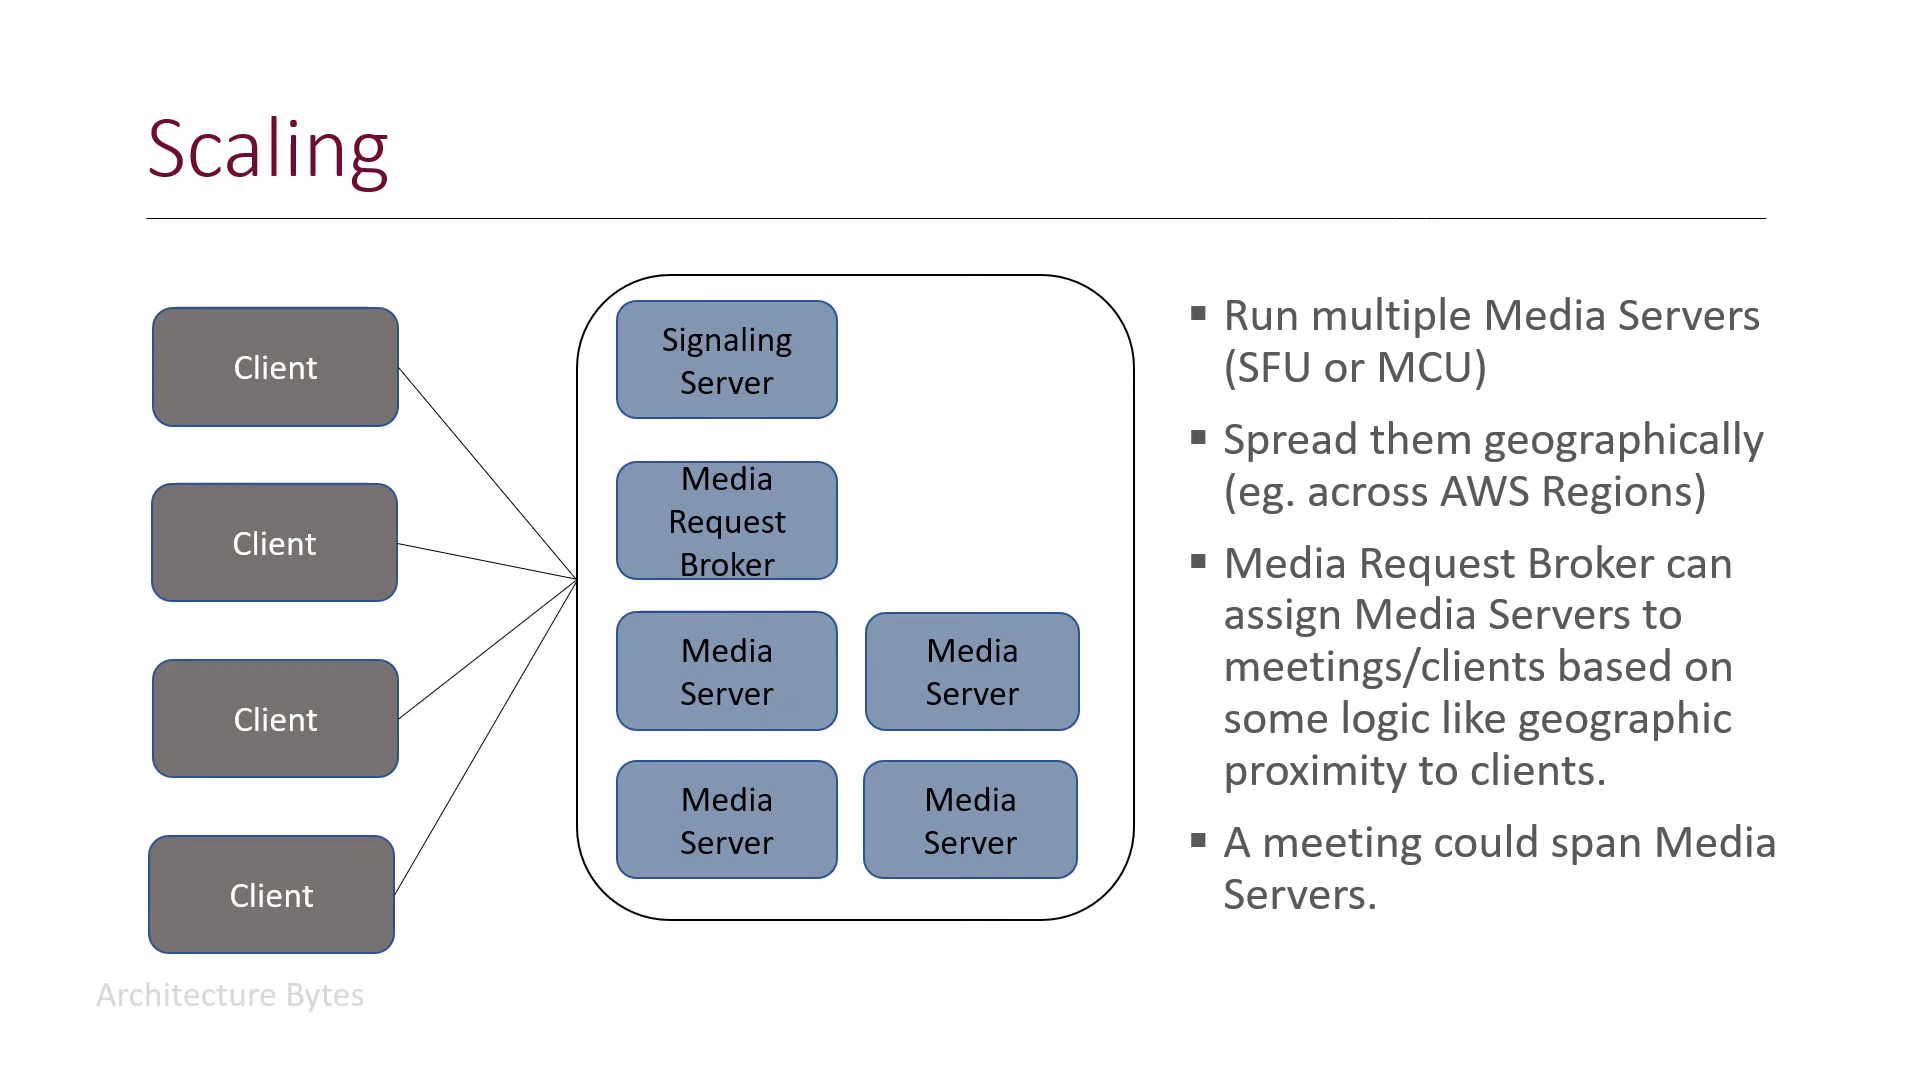 Scaling
Client
Client
Client
Client
Signaling
Server
Media
Request
Broker
Media
Server
Media
Server
Media
Server
Media
Server
▪ Run multiple Media Servers
(SFU or MCU)
▪ Spread them geographically
(eg. across AWS Regions)
▪ Media Request Broker can
assign Media Servers to
meetings/clients based on
some logic like geographic
proximity to clients.
▪ A meeting could span Media
Servers.
Architecture Bytes